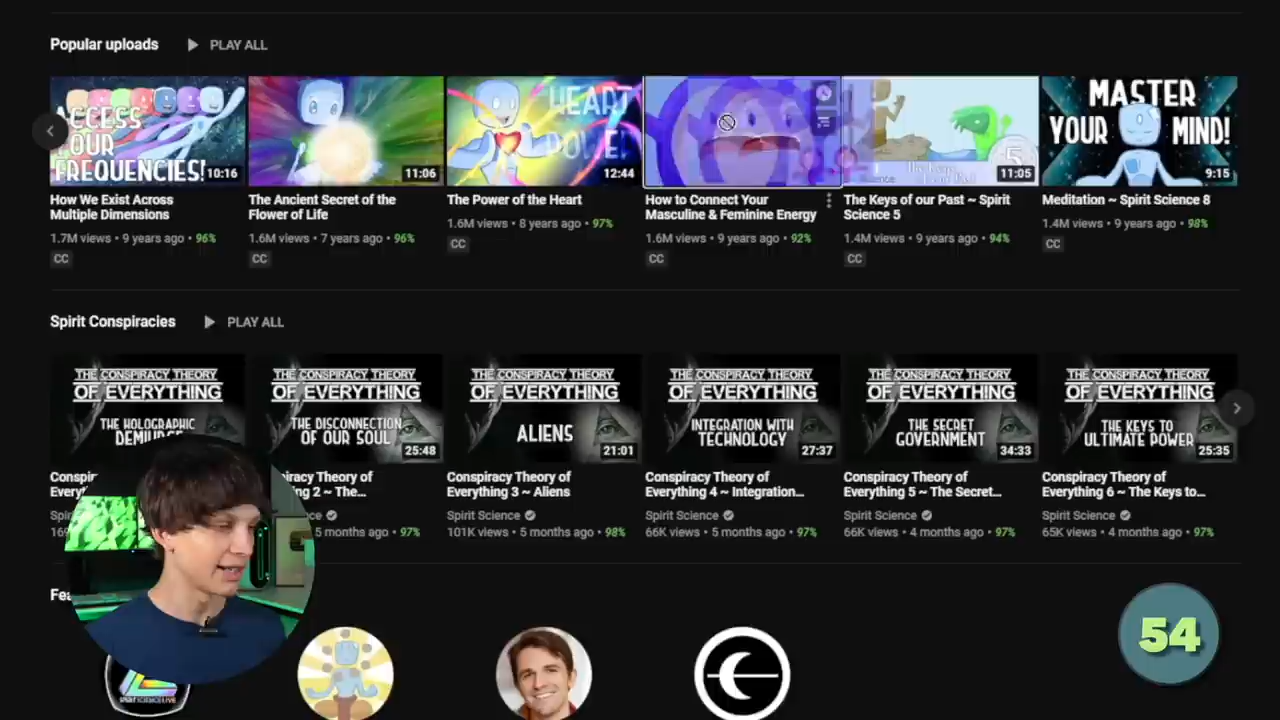 Popular uploads PLAY ALL
ACCESS
YOUR
FREQUENCIES!
10:16
11:06
HEART
POWER
12:44
5
11:05
MASTER
YOUR MIND!
9:15
How We Exist Across
Multiple Dimensions
1.7M views • 9 years ago • 96%
CC
The Ancient Secret of the
Flower of Life
1.6M views • 7 years ago • 96%
CC
The Power of the Heart
1.6M views • 8 years ago • 97%
CC
How to Connect Your
Masculine & Feminine Energy
1.6M views • 9 years ago • 92%
CC
The Keys of our Past ~ Spirit
Science 5
1.4M views • 9 years ago • 94%
CC
Meditation ~ Spirit Science 8
1.4M views • 9 years ago • 98%
CC
Spirit Conspiracies PLAY ALL
THE CONSPIRACY THEORY
OF EVERYTHING
THE HOLOGRAPHIC
DEMIURGE
THE CONSPIRACY THEORY
OF EVERYTHING
THE DISCONNECTION
OF OUR SOUL
25:48
THE CONSPIRACY THEORY
OF EVERYTHING
ALIENS
21:01
THE CONSPIRACY THEORY
OF EVERYTHING
INTEGRATION WITH
TECHNOLOGY
27:37
THE CONSPIRACY THEORY
OF EVERYTHING
THE SECRET
GOVERNMENT
34:33
THE CONSPIRACY THEORY
OF EVERYTHING
THE KEYS TO
ULTIMATE POWER
25:35
Conspiracy Theory of
Everything 3 ~ Aliens
Spirit Science
101K views • 5 months ago • 98%
Conspiracy Theory of
Everything 4 ~ Integration...
Spirit Science
66K views • 5 months ago • 97%
Conspiracy Theory of
Everything 5 ~ The Secret...
Spirit Science
66K views • 4 months ago • 97%
Conspiracy Theory of
Everything 6 ~ The Keys to...
Spirit Science
65K views • 4 months ago • 97%
2 ~ The...
5 months ago • 97%
SPIRIT SCIENCE LIVE
54